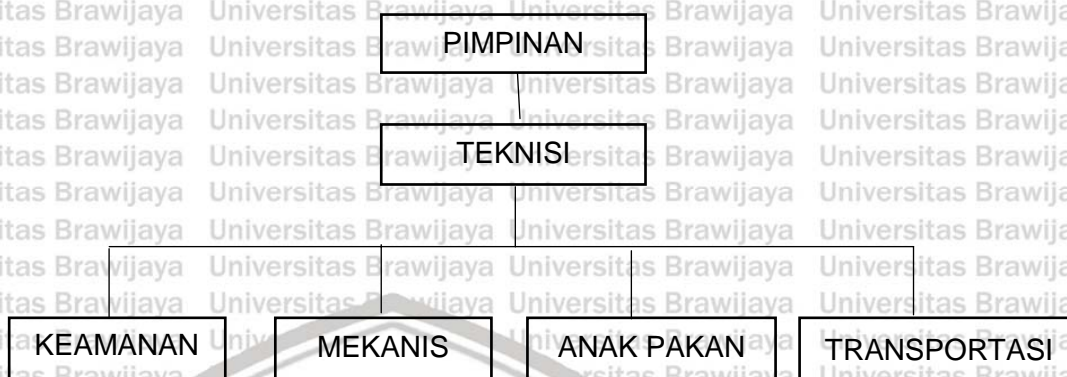 PIMPINAN
TEKNISI
KEAMANAN MEKANIS ANAK PAKAN TRANSPORTASI